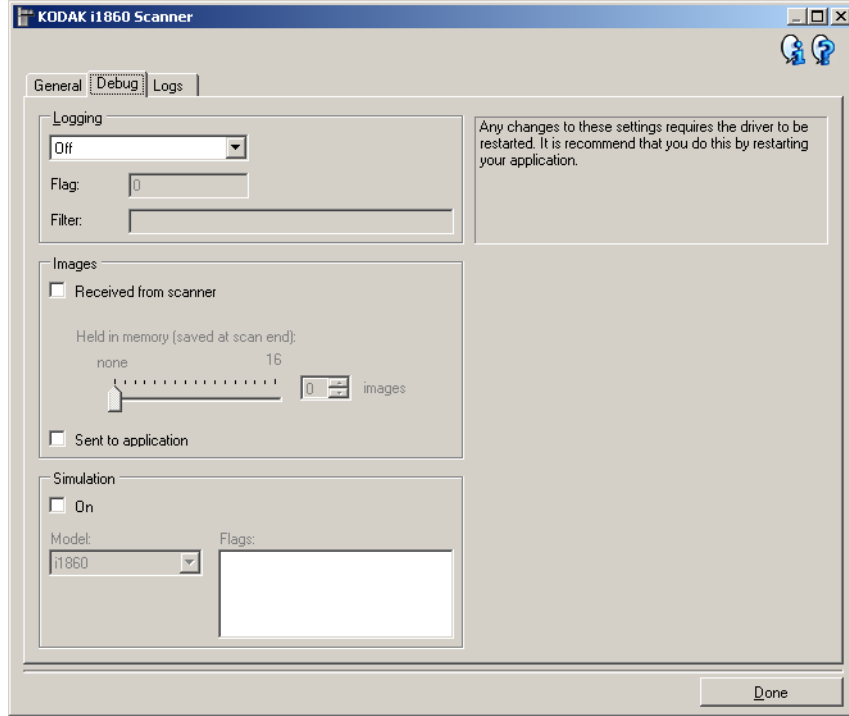 KODAK i1860 Scanner
General Debug Logs
Logging
Off
Flag: 0
Filter:
Any changes to these settings requires the driver to be
restarted. It is recommend that you do this by restarting
your application.
Images
Received from scanner
Held in memory (saved at scan end):
none 16
0 images
Sent to application
Simulation
On
Model: Flags:
i1860
Done